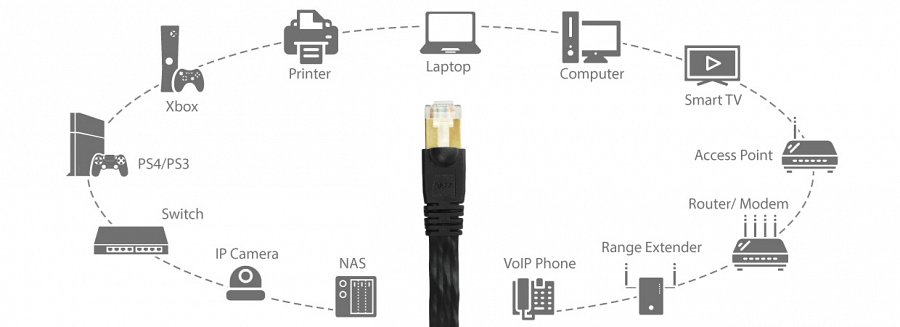 Printer
Laptop
Computer
Xbox
Smart TV
PS4/PS3
Access Point
Switch
Router/ Modem
IP Camera
NAS
VoIP Phone
Range Extender